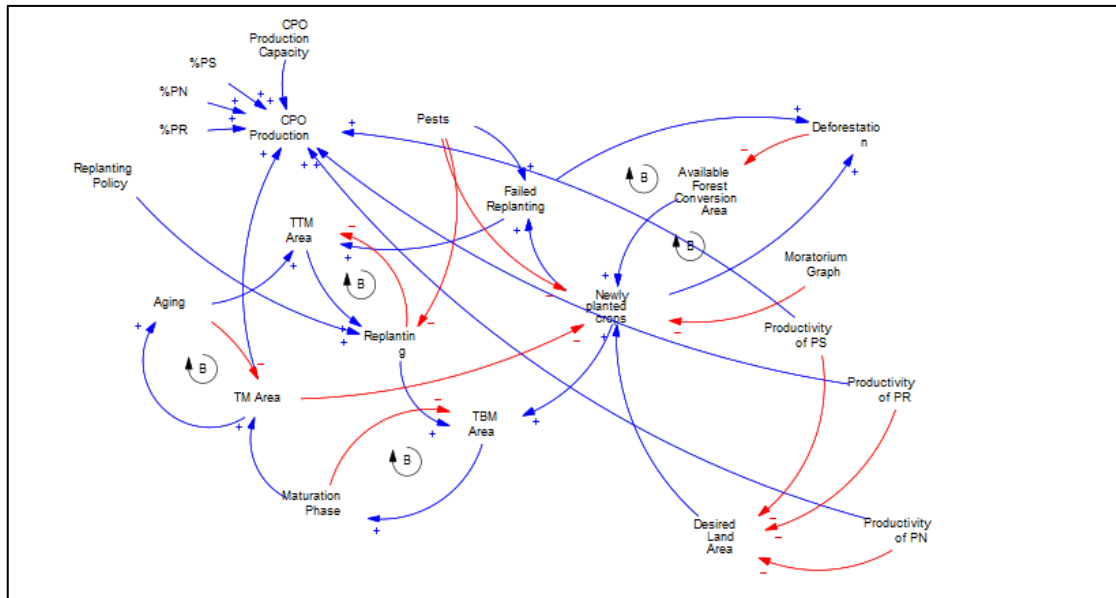 CPO
Production
Capacity
%PS
%PN
%PR
CPO
Production
Pests
Deforestatio
n
Replanting
Policy
Failed
Replanting
Available
Forest
Conversion
Area
B
TTM
Area
B
Moratorium
Graph
B
Aging
Newly
planted
crops
Replantin
g
Productivity
of PS
B
TM Area
Productivity
of PR
TBM
Area
B
Maturation
Phase
Desired
Land
Area
Productivity
of PN